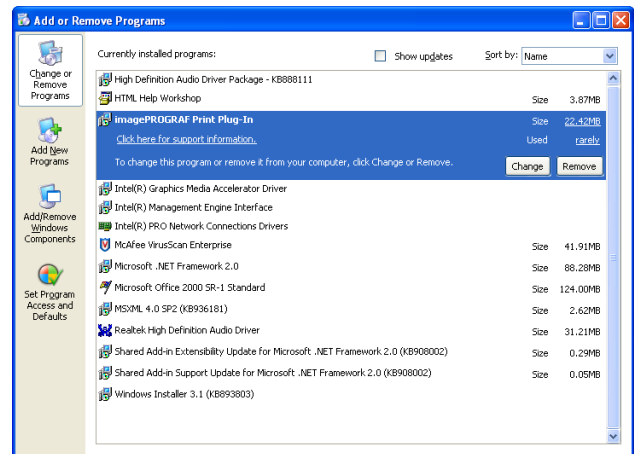 Add or Remove Programs
Change or
Remove
Programs
Add New
Programs
Add/Remove
Windows
Components
Set Program
Access and
Defaults
Currently installed programs:
Show updates
Sort by: Name
High Definition Audio Driver Package - KB888111
HTML Help Workshop Size 3.87MB
imagePROGRAF Print Plug-In Size 22.42MB
Click here for support information. Used rarely
To change this program or remove it from your computer, click Change or Remove. Change Remove
Intel(R) Graphics Media Accelerator Driver
Intel(R) Management Engine Interface
Intel(R) PRO Network Connections Drivers
McAfee VirusScan Enterprise Size 41.91MB
Microsoft .NET Framework 2.0 Size 88.28MB
Microsoft Office 2000 SR-1 Standard Size 124.00MB
MSXML 4.0 SP2 (KB936181) Size 2.62MB
Realtek High Definition Audio Driver Size 31.21MB
Shared Add-in Extensibility Update for Microsoft .NET Framework 2.0 (KB908002) Size 0.29MB
Shared Add-in Support Update for Microsoft .NET Framework 2.0 (KB908002) Size 0.05MB
Windows Installer 3.1 (KB893803)